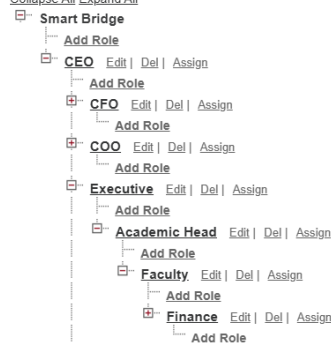 Collapse All Expand All
Smart Bridge
Add Role
CEO Edit | Del | Assign
Add Role
CFO Edit | Del | Assign
Add Role
COO Edit | Del | Assign
Add Role
Executive Edit | Del | Assign
Add Role
Academic Head Edit | Del | Assign
Add Role
Faculty Edit | Del | Assign
Add Role
Finance Edit | Del | Assign
Add Role